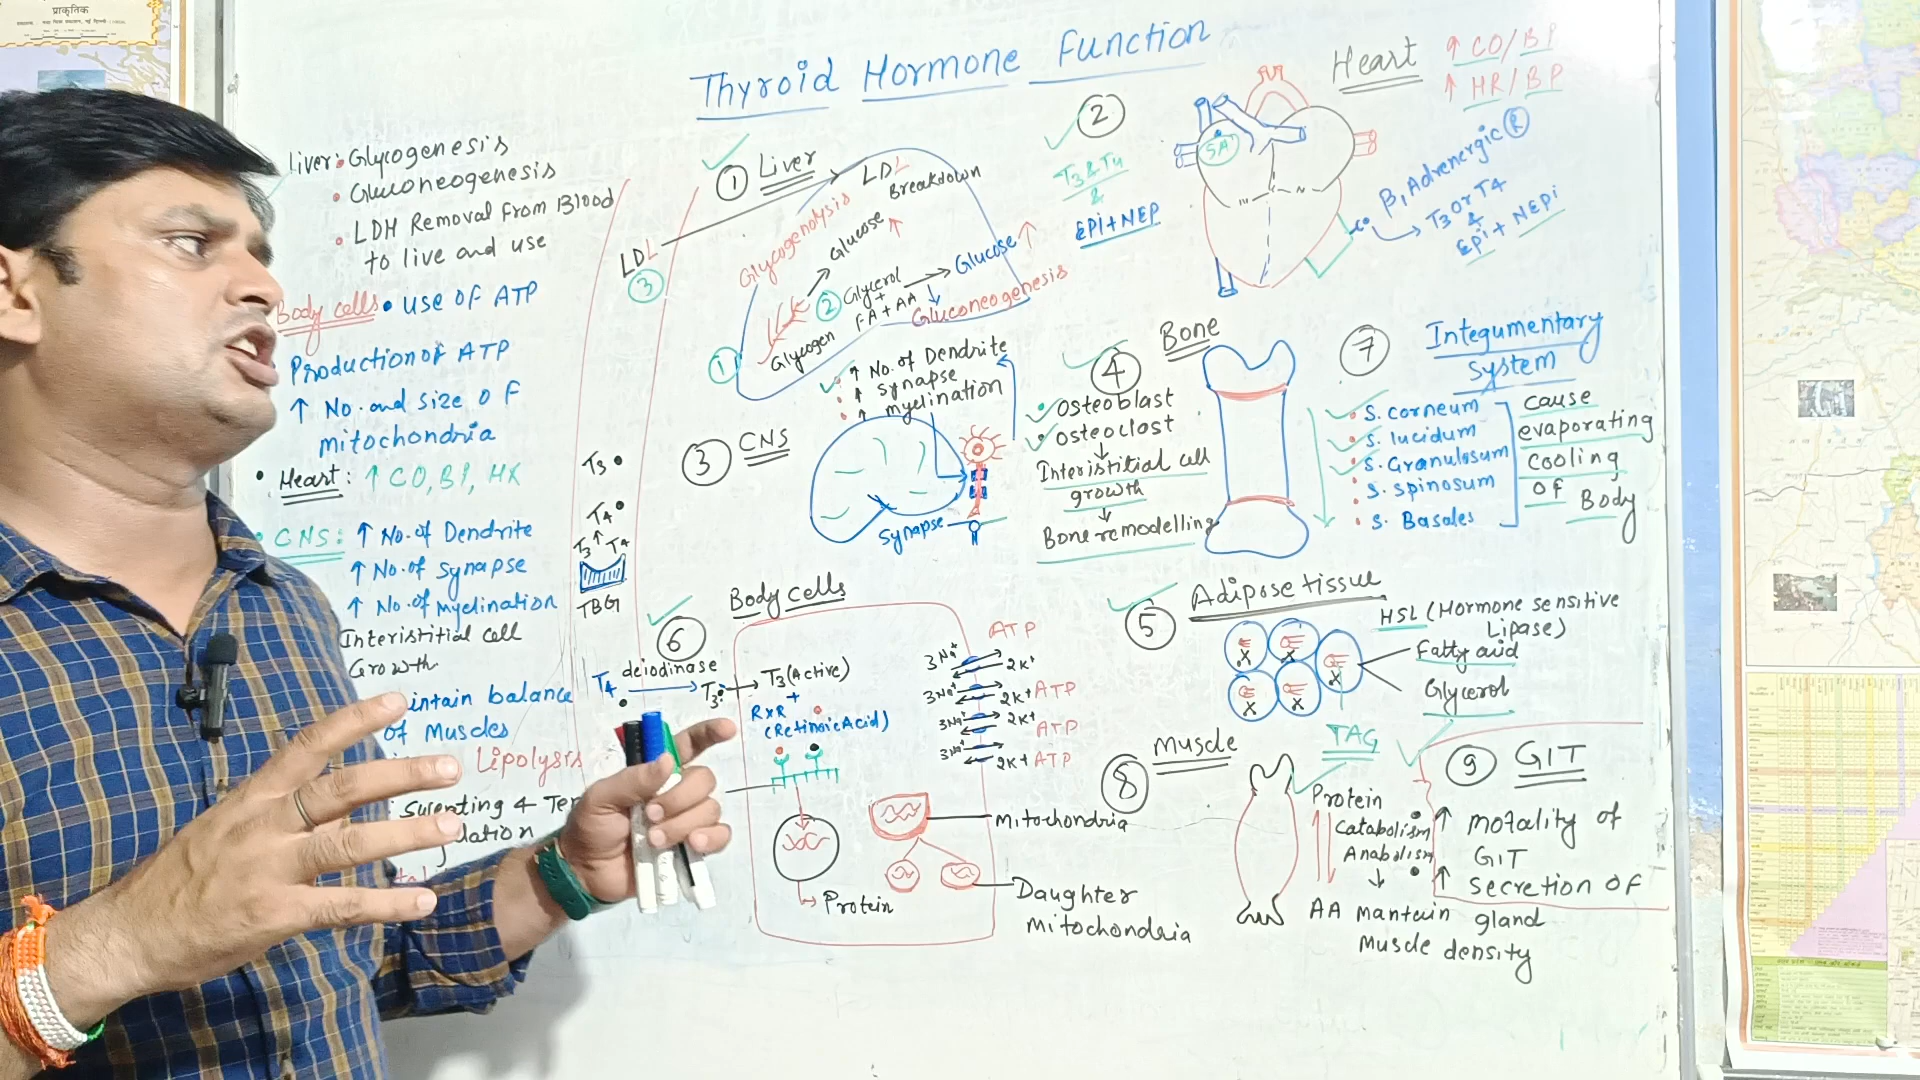 प्राकृतिक
Thyroid Hormone Function
Liver: Glycogenesis
Gluconeogenesis
LDH Removal From Blood
to live and use
Body cells • use of ATP
Production of ATP
↑ No. and size of
mitochondria
• Heart: ↑ CO, BP, HR
• CNS: ↑ No. of Dendrite
↑ No. of Synapse
↑ No. of Myelination
Interistitial cell
Growth
intain balance
of Muscles
Lipolysis
Swenting & Te
lation
① Liver
LDL
③
LDL
Breakdown
Glycogenolysis
Glucose ↑
② Glycerol
+
FA + AA
Glucose ↑
Gluconeogenesis
① Glycogen
T3 •
T4 •
T3 ↑ T4
TBG
②
T3 & T4
&
EPi + NEP
Heart
↑ CO/BP
↑ HR/BP
SA
β1 Adrenergic Ⓡ
T3 or T4
&
Epi + NEpi
③ CNS
↑ No. of Dendrite
↑ synapse
↑ myelination
Synapse
④ Bone
• osteoblast
• osteoclast
↓
Interistitial cell
growth
↓
Bone remodelling
⑦ Integumentary
System
• S. corneum
• S. lucidum
• S. Granulosum
• S. spinosum
• S. Basales
cause
evaporating
cooling
of Body
⑥ Body cells
T4 deiodinase → T3 → T3 (Active)
+
RxR
(Retinoic Acid)
Protein
ATP
3Na+ 2K+
3Na+ 2K+ ATP
3Na+ 2K+ ATP
3Na+ 2K+ ATP
Mitochondria
Daughter
mitochondria
⑤ Adipose tissue
HSL (Hormone sensitive
Lipase)
Fatty acid
Glycerol
TAG
⑧ Muscle
Protein
Catabolism
Anabolism
↓
AA mantain
Muscle density
⑨ GIT
↑ motality of
GIT
↑ secretion of
gland